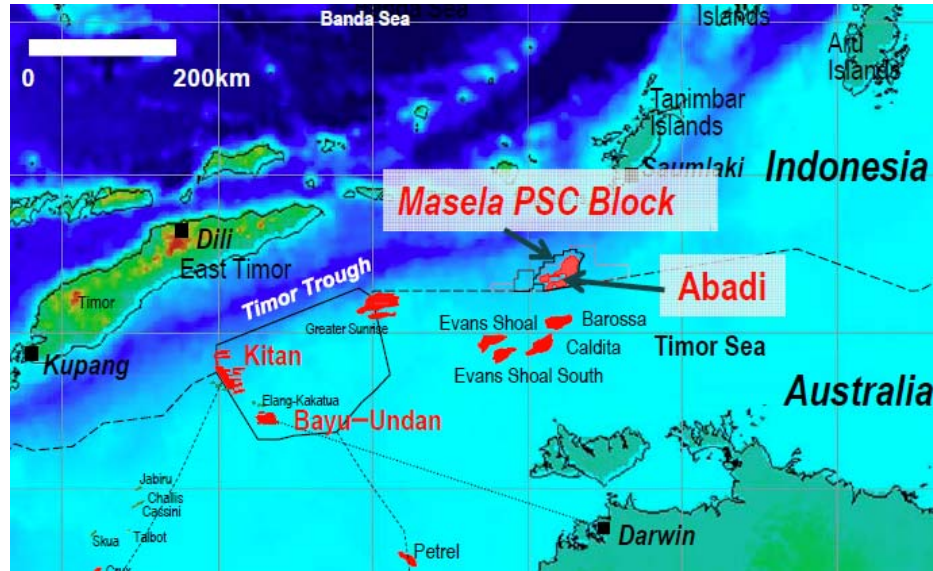 Banda Sea
Islands
Aru
Islands
0
200km
Tanimbar
Islands
Saumlaki
Indonesia
Masela PSC Block
Dili
East Timor
Timor Trough
Abadi
Timor
Greater Sunrise
Evans Shoal
Barossa
Caldita
Timor Sea
Evans Shoal South
Kitan
Kupang
Elang-Kakatua
Bayu-Undan
Australia
Jabiru
Challis
Cassini
Skua
Talbot
Darwin
Petrel